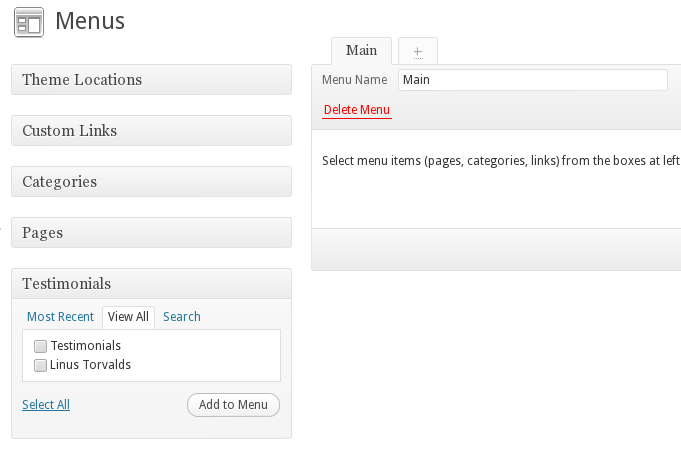 Menus
Theme Locations
Custom Links
Categories
Pages
Testimonials
Most Recent View All Search
Testimonials
Linus Torvalds
Select All Add to Menu
Main +
Menu Name Main
Delete Menu
Select menu items (pages, categories, links) from the boxes at left